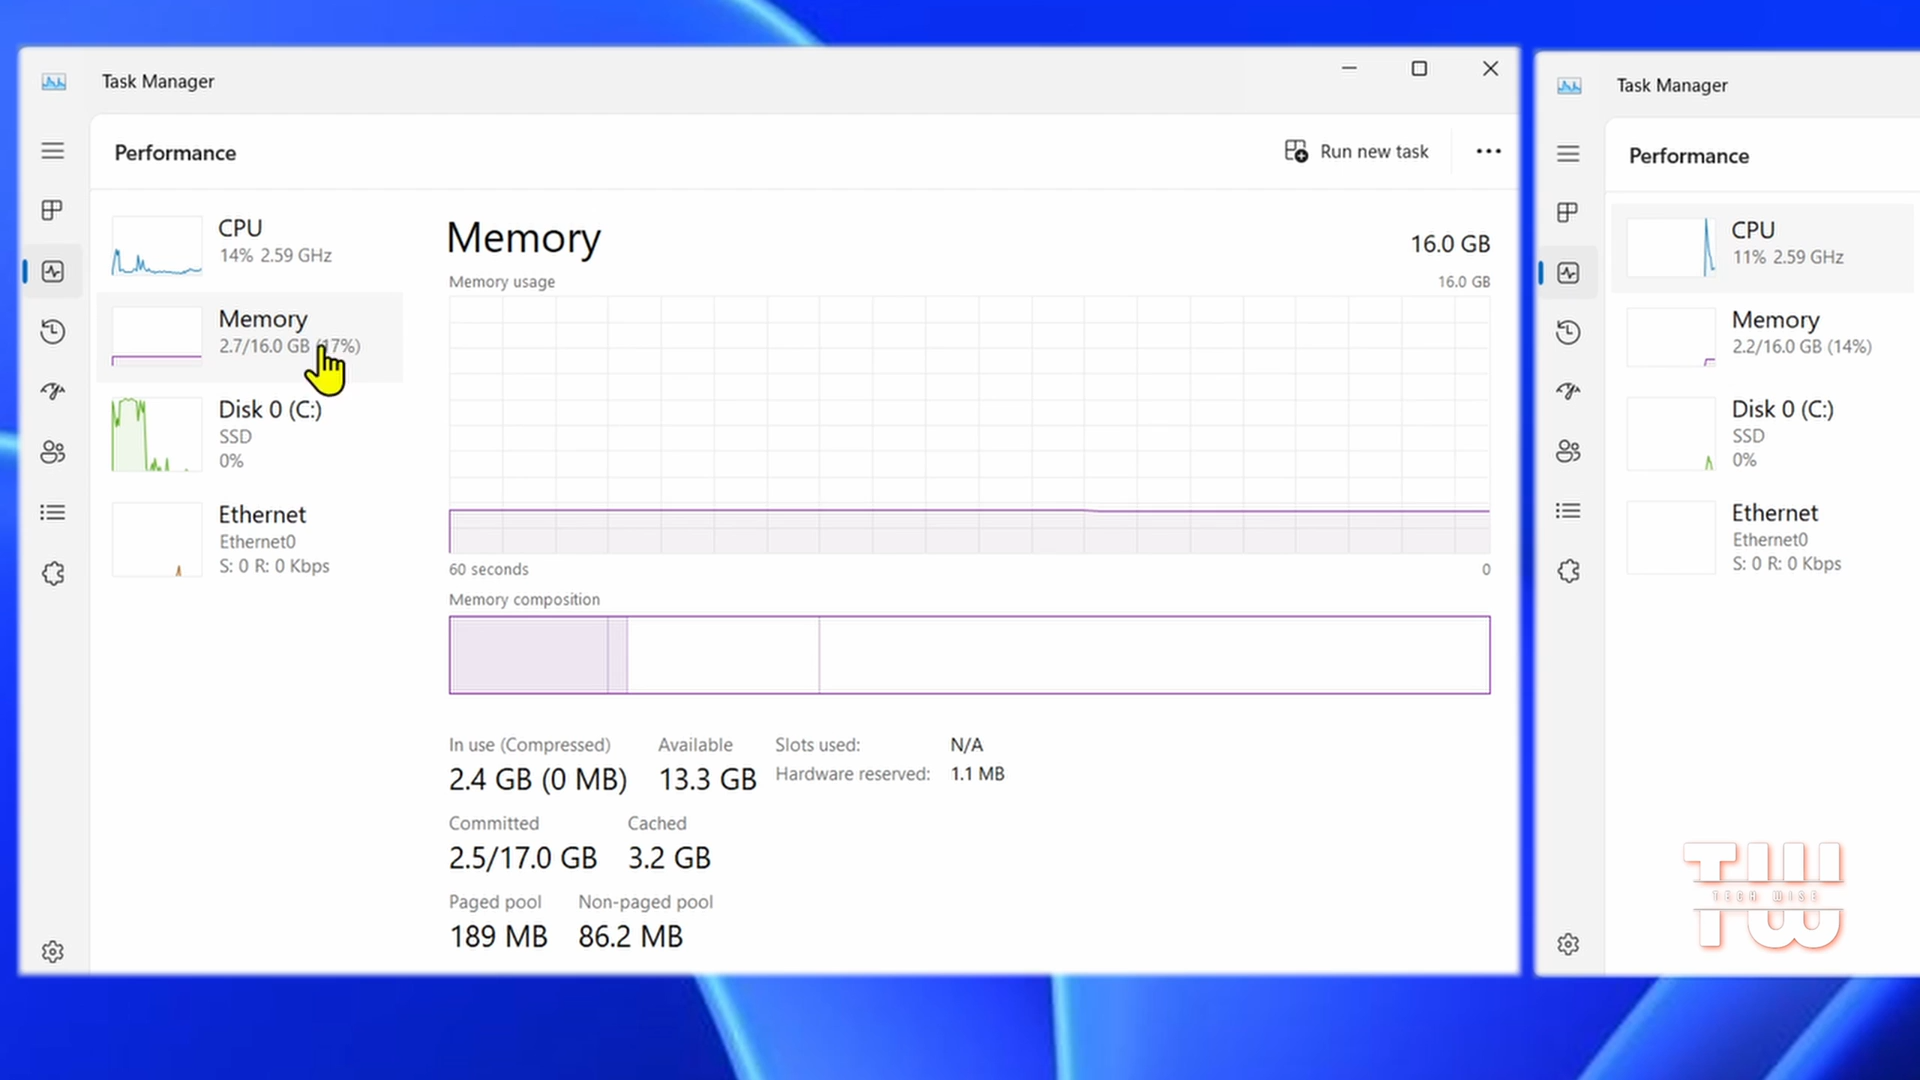 Task Manager
Performance
Run new task
CPU
14% 2.59 GHz
Memory
2.7/16.0 GB (17%)
Disk 0 (C:)
SSD
0%
Ethernet
Ethernet0
S: 0 R: 0 Kbps
Memory
16.0 GB
Memory usage
16.0 GB
60 seconds
0
Memory composition
In use (Compressed)
2.4 GB (0 MB)
Available
13.3 GB
Slots used:
N/A
Hardware reserved:
1.1 MB
Committed
2.5/17.0 GB
Cached
3.2 GB
Paged pool
189 MB
Non-paged pool
86.2 MB
Task Manager
Performance
CPU
11% 2.59 GHz
Memory
2.2/16.0 GB (14%)
Disk 0 (C:)
SSD
0%
Ethernet
Ethernet0
S: 0 R: 0 Kbps
TW
TECH WISE
TW